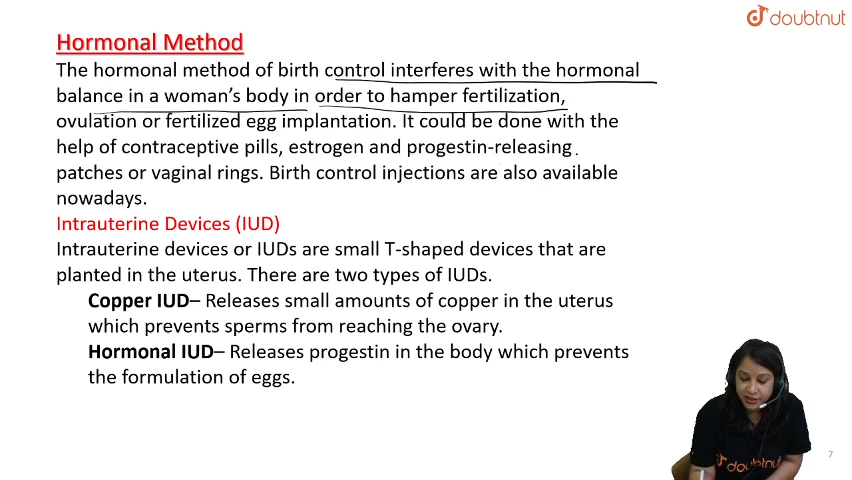 doubtnut
Hormonal Method
The hormonal method of birth control interferes with the hormonal
balance in a woman's body in order to hamper fertilization,
ovulation or fertilized egg implantation. It could be done with the
help of contraceptive pills, estrogen and progestin-releasing
patches or vaginal rings. Birth control injections are also available
nowadays.
Intrauterine Devices (IUD)
Intrauterine devices or IUDs are small T-shaped devices that are
planted in the uterus. There are two types of IUDs.
Copper IUD– Releases small amounts of copper in the uterus
which prevents sperms from reaching the ovary.
Hormonal IUD– Releases progestin in the body which prevents
the formulation of eggs.
doubtnut
7